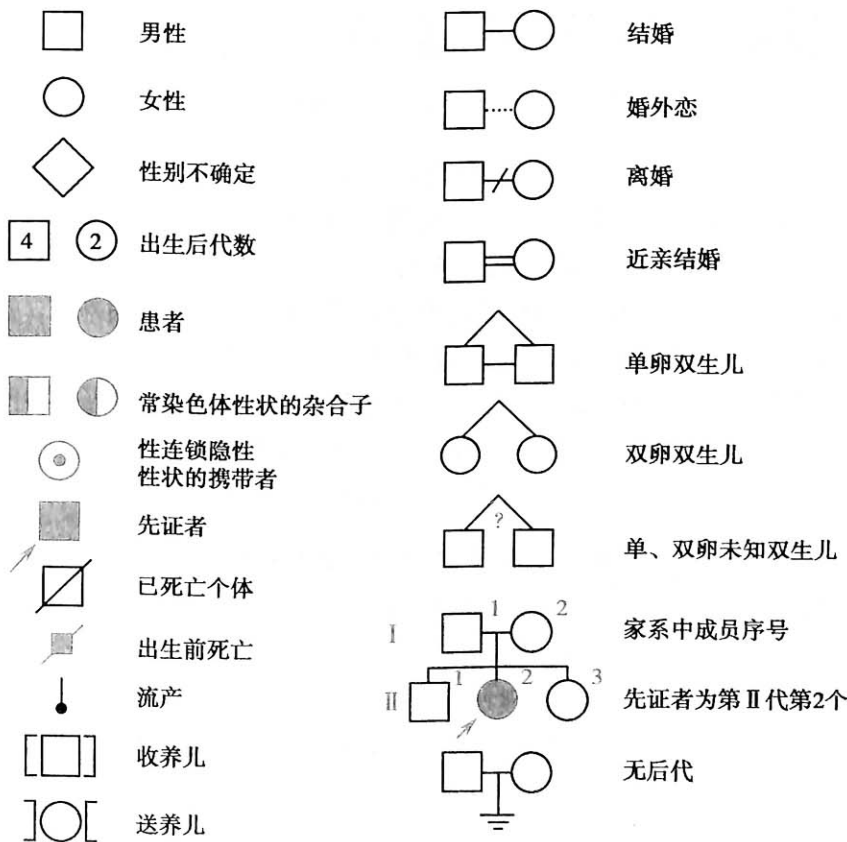 男性
女性
性别不确定
4 2 出生后代数
患者
常染色体性状的杂合子
性连锁隐性
性状的携带者
先证者
已死亡个体
出生前死亡
流产
收养儿
送养儿
结婚
婚外恋
离婚
近亲结婚
单卵双生儿
双卵双生儿
?
单、双卵未知双生儿
1 2
I 家系中成员序号
1 2 3
II 先证者为第II代第2个
无后代